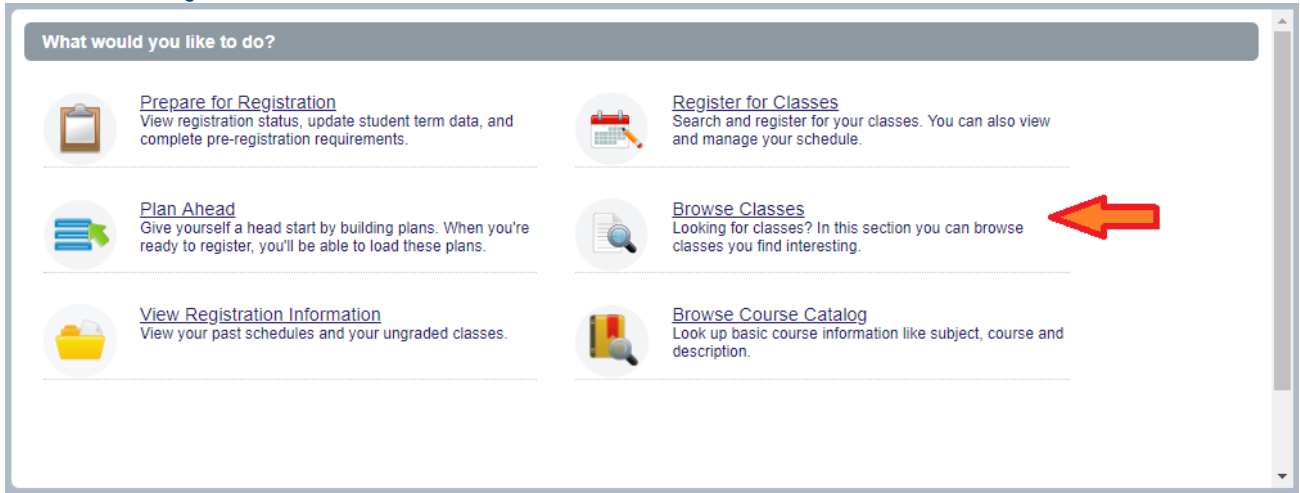 What would you like to do?
Prepare for Registration
View registration status, update student term data, and
complete pre-registration requirements.
Register for Classes
Search and register for your classes. You can also view
and manage your schedule.
Plan Ahead
Give yourself a head start by building plans. When you're
ready to register, you'll be able to load these plans.
Browse Classes
Looking for classes? In this section you can browse
classes you find interesting.
View Registration Information
View your past schedules and your ungraded classes.
Browse Course Catalog
Look up basic course information like subject, course and
description.